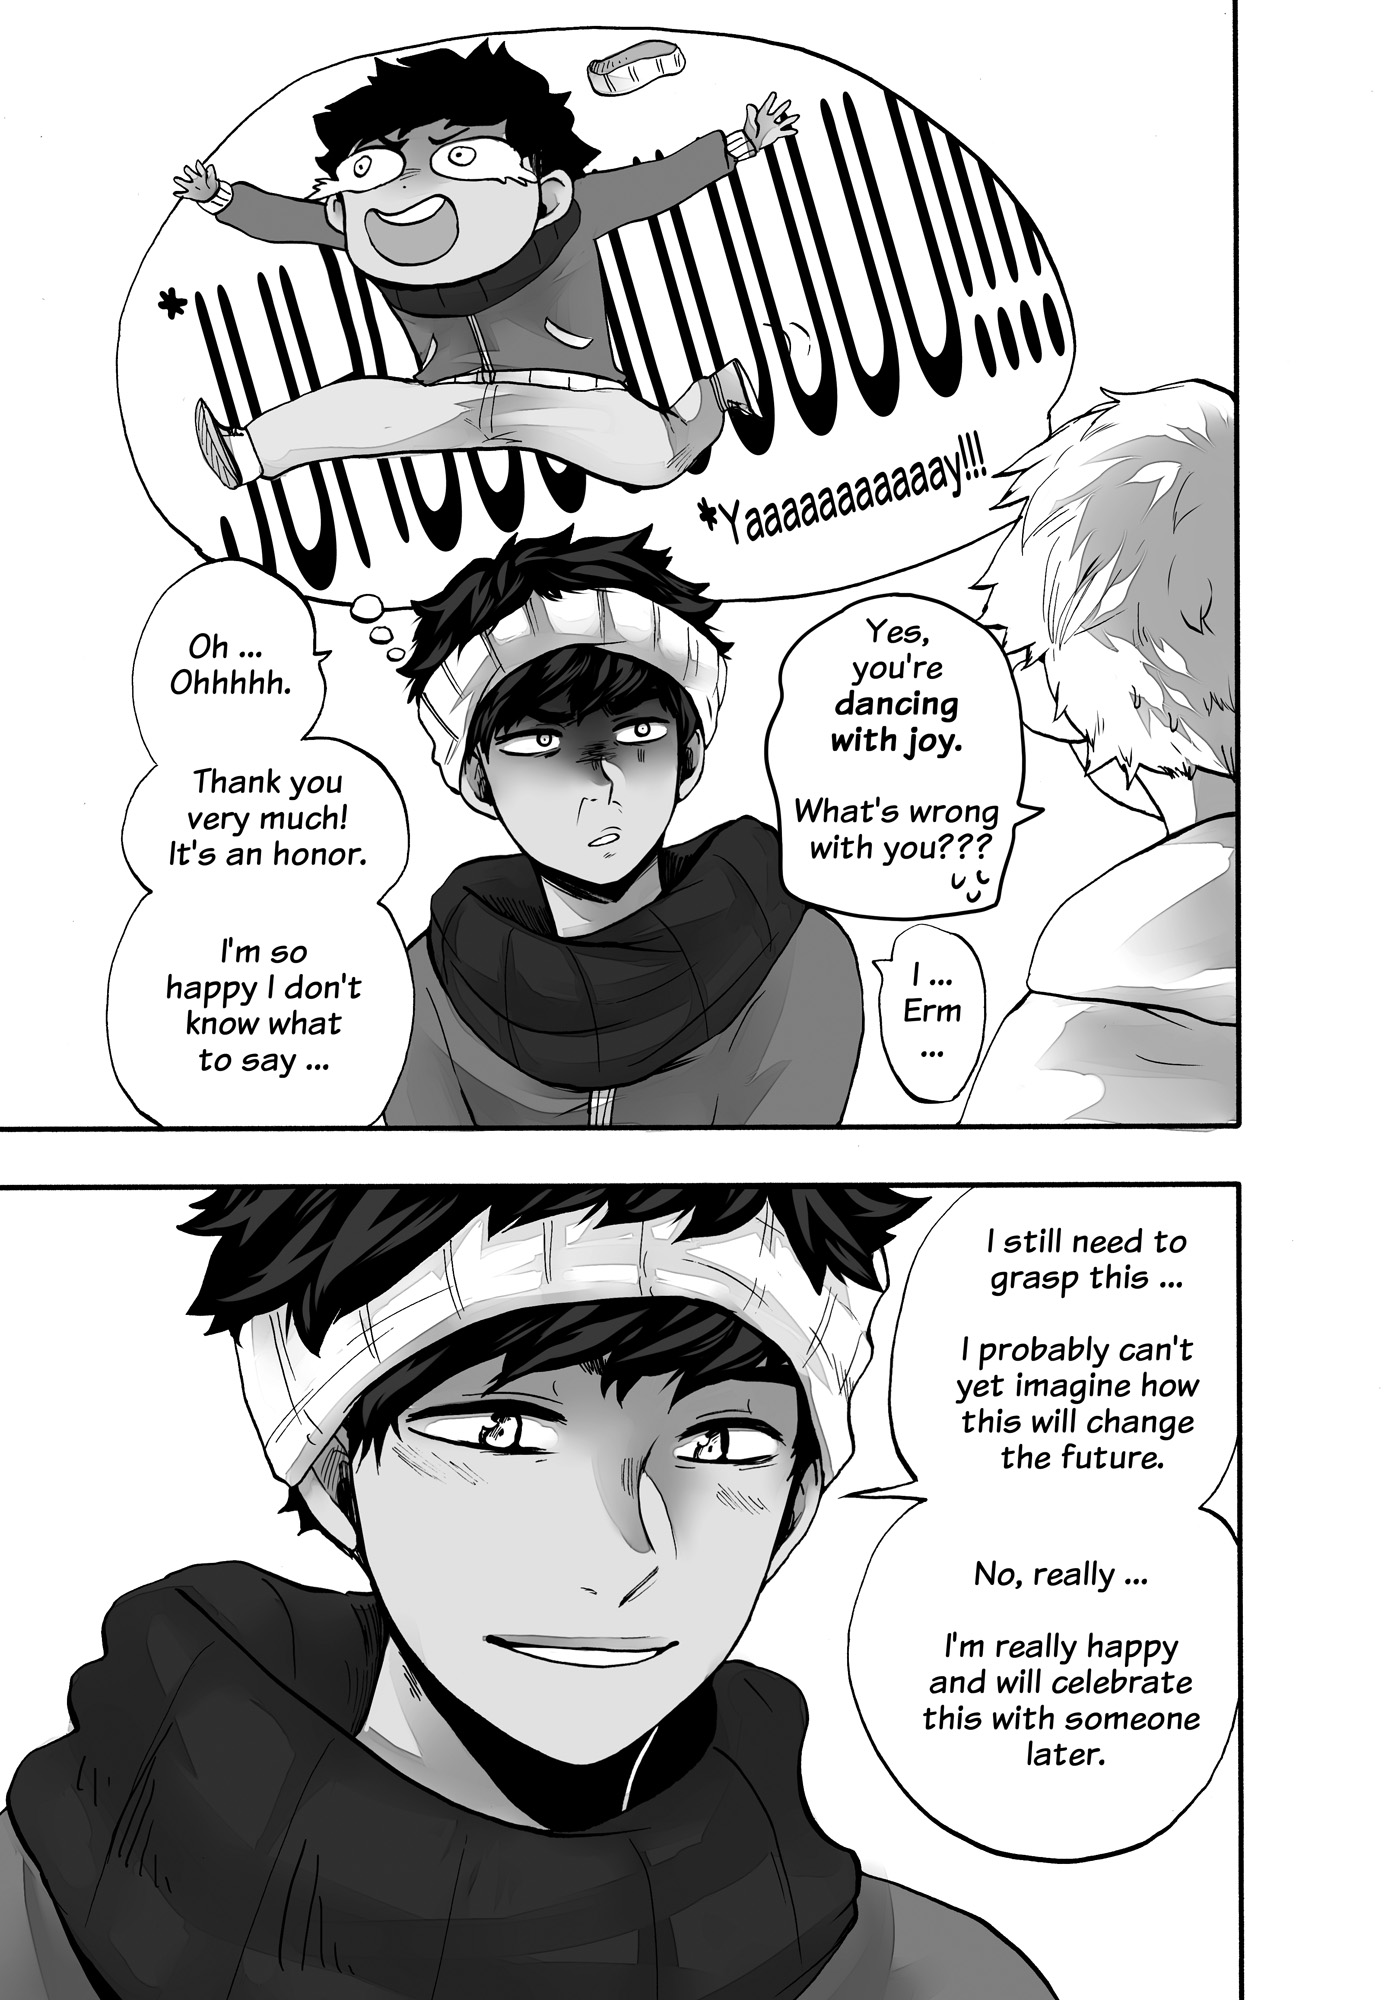 *Yaaaaaaaaaaay!!!
Yes,
you're
dancing
with joy.
What's wrong
with you???
I ...
Erm
...
Oh ...
Ohhhhh.
Thank you
very much!
It's an honor.
I'm so
happy I don't
know what
to say ...
I still need to
grasp this ...
I probably can't
yet imagine how
this will change
the future.
No, really ...
I'm really happy
and will celebrate
this with someone
later.